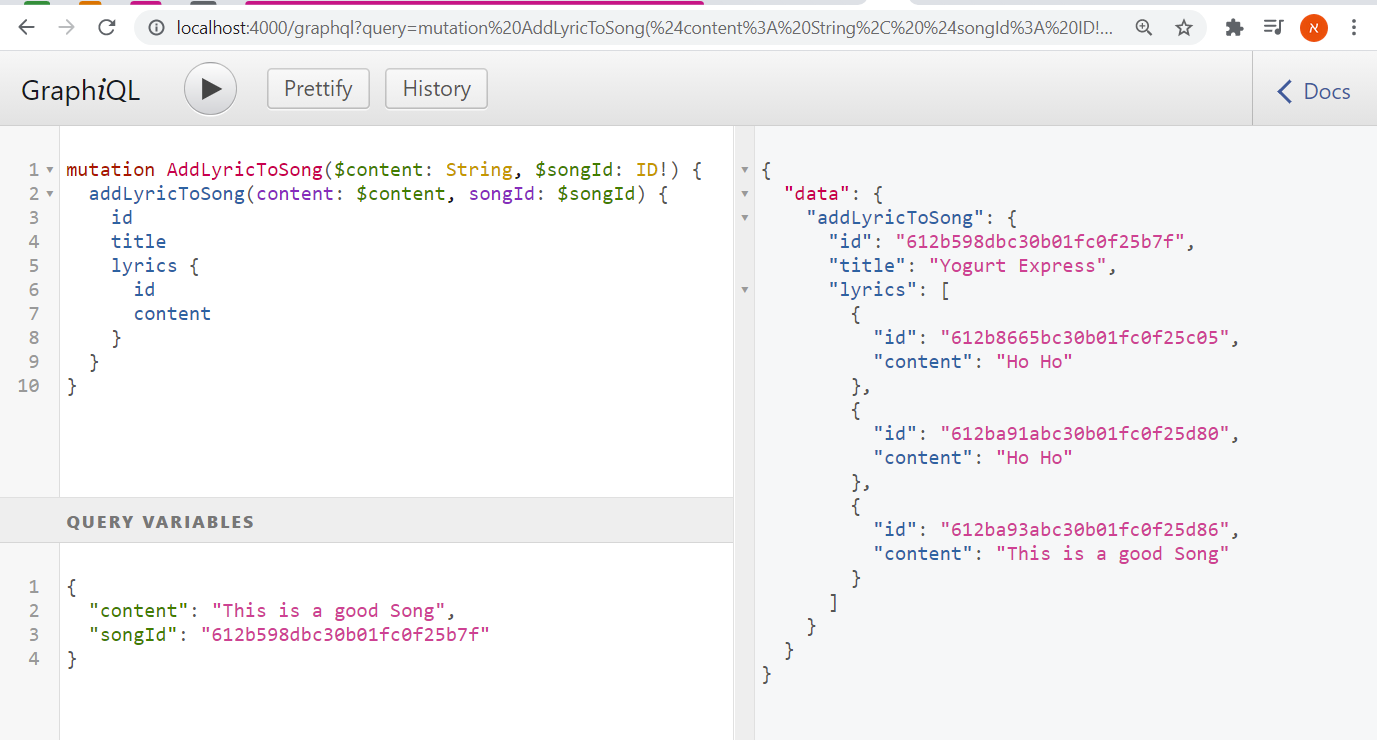 localhost:4000/graphql?query=mutation%20AddLyricToSong(%24content%3A%20String%2C%20%24songId%3A%20ID!...
א
GraphiQL
Prettify
History
Docs
1 mutation AddLyricToSong($content: String, $songId: ID!) {
2 addLyricToSong(content: $content, songId: $songId) {
3 id
4 title
5 lyrics {
6 id
7 content
8 }
9 }
10 }
QUERY VARIABLES
1 {
2 "content": "This is a good Song",
3 "songId": "612b598dbc30b01fc0f25b7f"
4 }
{
"data": {
"addLyricToSong": {
"id": "612b598dbc30b01fc0f25b7f",
"title": "Yogurt Express",
"lyrics": [
{
"id": "612b8665bc30b01fc0f25c05",
"content": "Ho Ho"
},
{
"id": "612ba91abc30b01fc0f25d80",
"content": "Ho Ho"
},
{
"id": "612ba93abc30b01fc0f25d86",
"content": "This is a good Song"
}
]
}
}
}